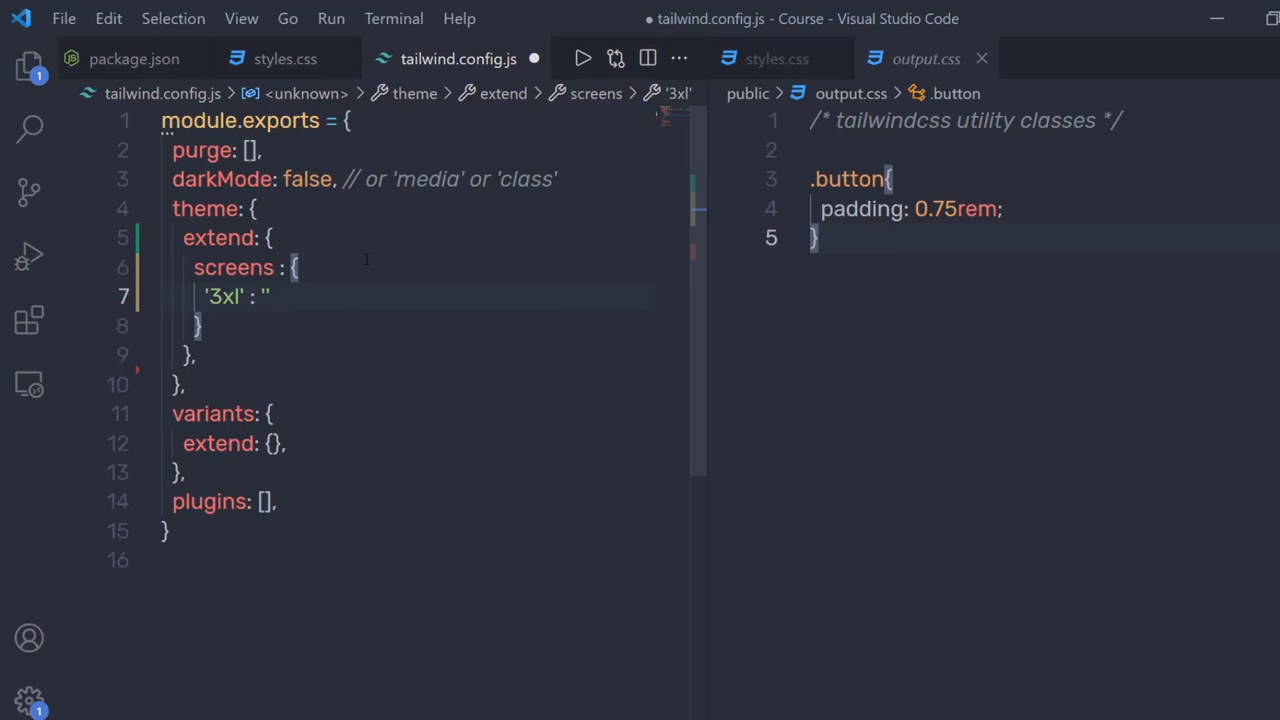 File Edit Selection View Go Run Terminal Help
● tailwind.config.js - Course - Visual Studio Code
package.json
styles.css
tailwind.config.js
styles.css
output.css
tailwind.config.js > <unknown> > theme > extend > screens > '3xl'
public > output.css > .button
1 module.exports = {
2 purge: [],
3 darkMode: false, // or 'media' or 'class'
4 theme: {
5 extend: {
6 screens : {
7 '3xl' : ''
8 }
9 },
10 },
11 variants: {
12 extend: {},
13 },
14 plugins: [],
15 }
16
1 /* tailwindcss utility classes */
2
3 .button{
4 padding: 0.75rem;
5 }
1
1